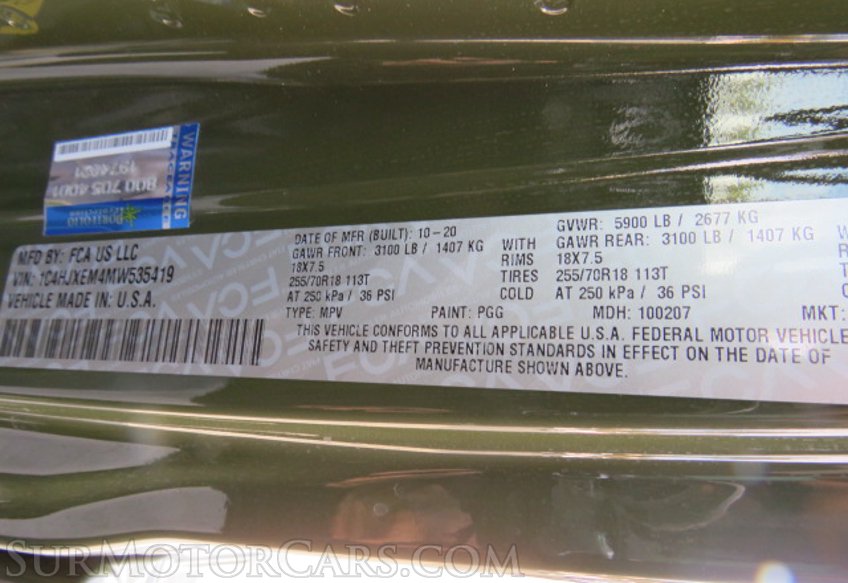 WARNING
1974621
800 705 4001
PORTFOLIO
MFD BY: FCA US LLC
VIN: 1C4HJXEM4MW535419
VEHICLE MADE IN: U.S.A.
DATE OF MFR (BUILT): 10-20
GVWR: 5900 LB / 2677 KG
GAWR FRONT: 3100 LB / 1407 KG WITH GAWR REAR: 3100 LB / 1407 KG
18X7.5 RIMS 18X7.5
255/70R18 113T TIRES 255/70R18 113T
AT 250 kPa / 36 PSI COLD AT 250 kPa / 36 PSI
TYPE: MPV PAINT: PGG MDH: 100207 MKT:
THIS VEHICLE CONFORMS TO ALL APPLICABLE U.S.A. FEDERAL MOTOR VEHICLE
SAFETY AND THEFT PREVENTION STANDARDS IN EFFECT ON THE DATE OF
MANUFACTURE SHOWN ABOVE.
SURMOTORCARS.COM